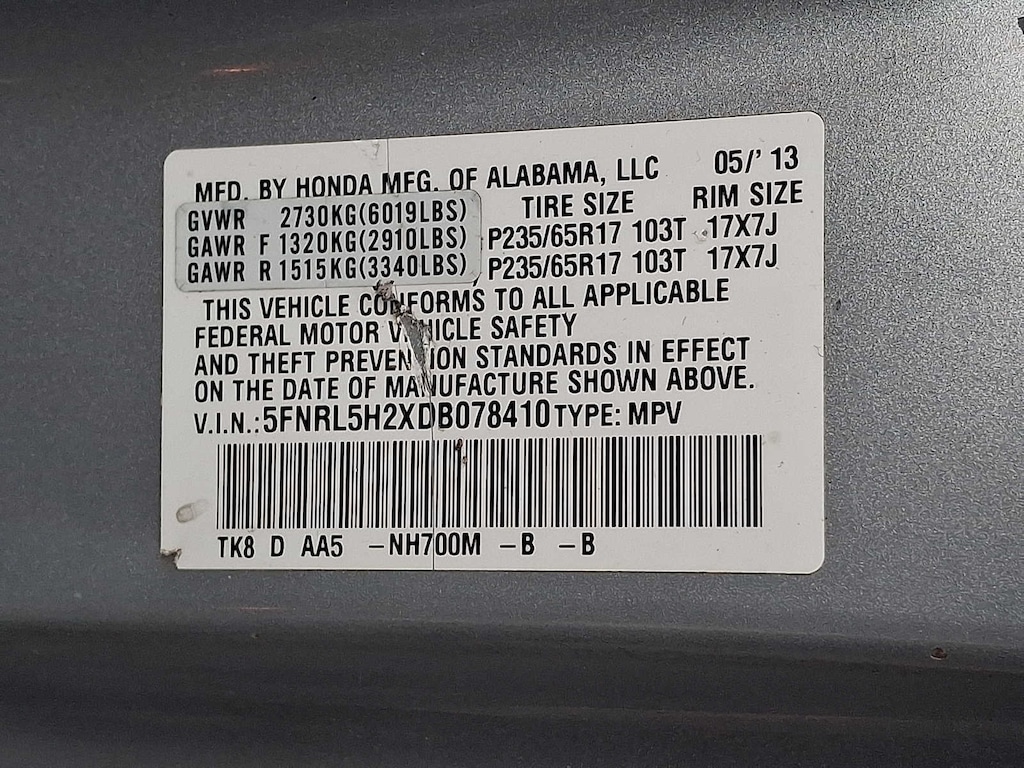 MFD. BY HONDA MFG. OF ALABAMA, LLC 05/' 13
TIRE SIZE RIM SIZE
GVWR 2730KG(6019LBS)
GAWR F 1320KG(2910LBS) P235/65R17 103T 17X7J
GAWR R 1515KG(3340LBS) P235/65R17 103T 17X7J
THIS VEHICLE CONFORMS TO ALL APPLICABLE
FEDERAL MOTOR VEHICLE SAFETY
AND THEFT PREVENTION STANDARDS IN EFFECT
ON THE DATE OF MANUFACTURE SHOWN ABOVE.
V.I.N.: 5FNRL5H2XDB078410 TYPE: MPV
TK8 D AA5 -NH700M -B -B